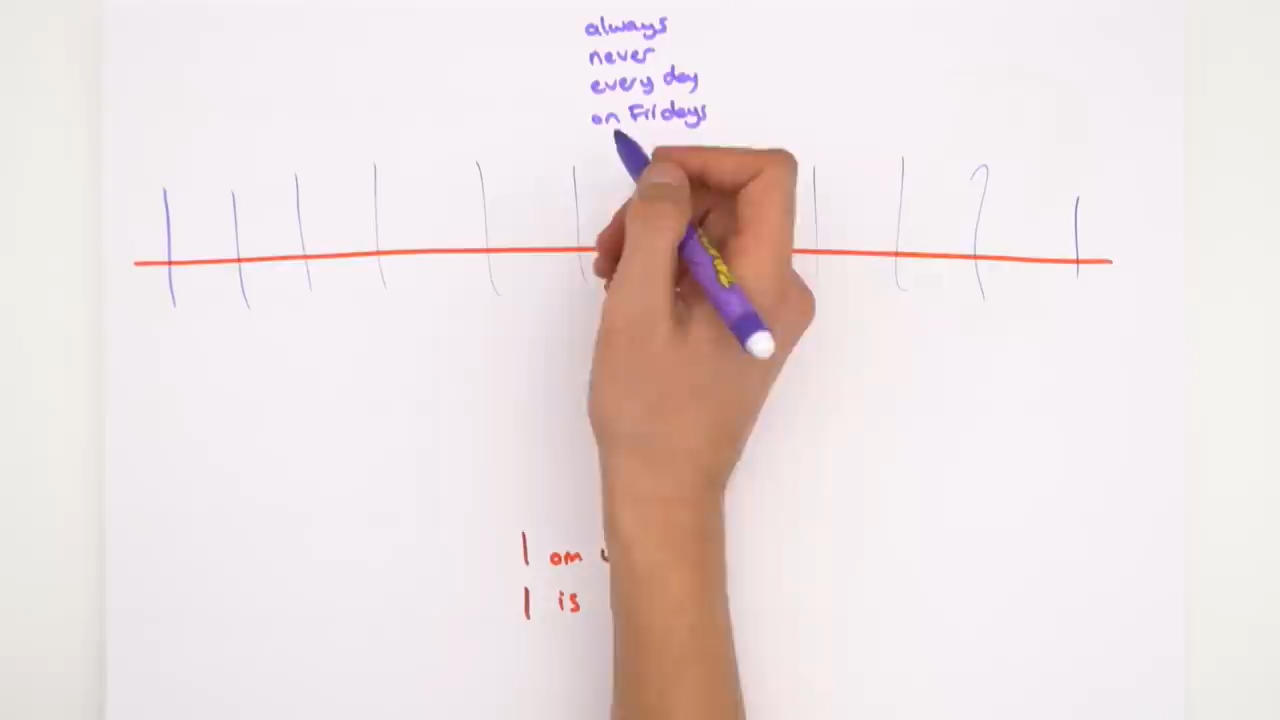 always
never
every day
on Fridays
I am
I is